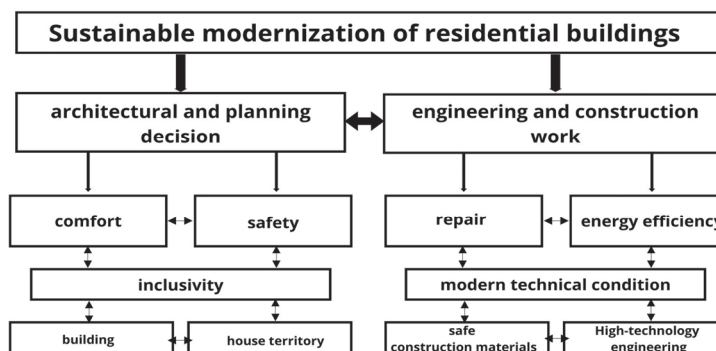 Sustainable modernization of residential buildings
architectural and planning
decision
engineering and construction
work
comfort
safety
repair
energy efficiency
inclusivity
modern technical condition
building
house territory
safe
construction materials
High-technology
engineering